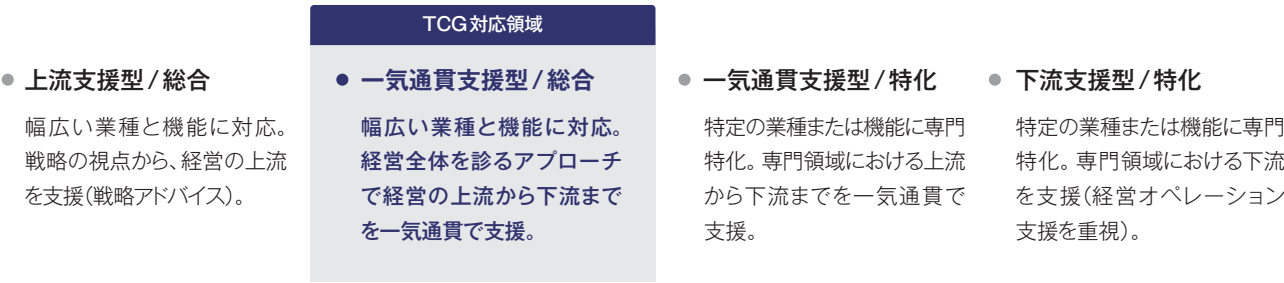 TCG対応領域
● 上流支援型/総合
幅広い業種と機能に対応。
戦略の視点から、経営の上流
を支援(戦略アドバイス)。
● 一気通貫支援型/総合
幅広い業種と機能に対応。
経営全体を診るアプローチ
で経営の上流から下流まで
を一気通貫で支援。
● 一気通貫支援型/特化
特定の業種または機能に専門
特化。専門領域における上流
から下流までを一気通貫で
支援。
● 下流支援型/特化
特定の業種または機能に専門
特化。専門領域における下流
を支援(経営オペレーション
支援を重視)。